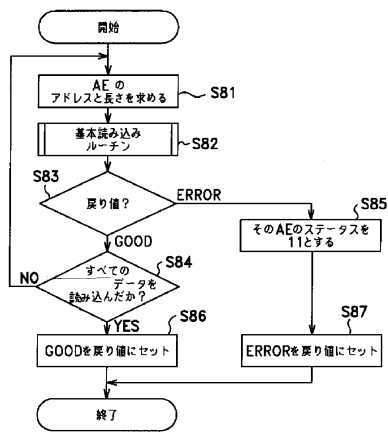 開始
AEの
アドレスと長さを求める
S81
基本読み込み
ルーチン
S82
S83
戻り値？
ERROR
GOOD
S85
そのAEのステータスを
11とする
S84
すべての
データを
読み込んだか？
NO
YES
S86
GOODを戻り値にセット
S87
ERRORを戻り値にセット
終了